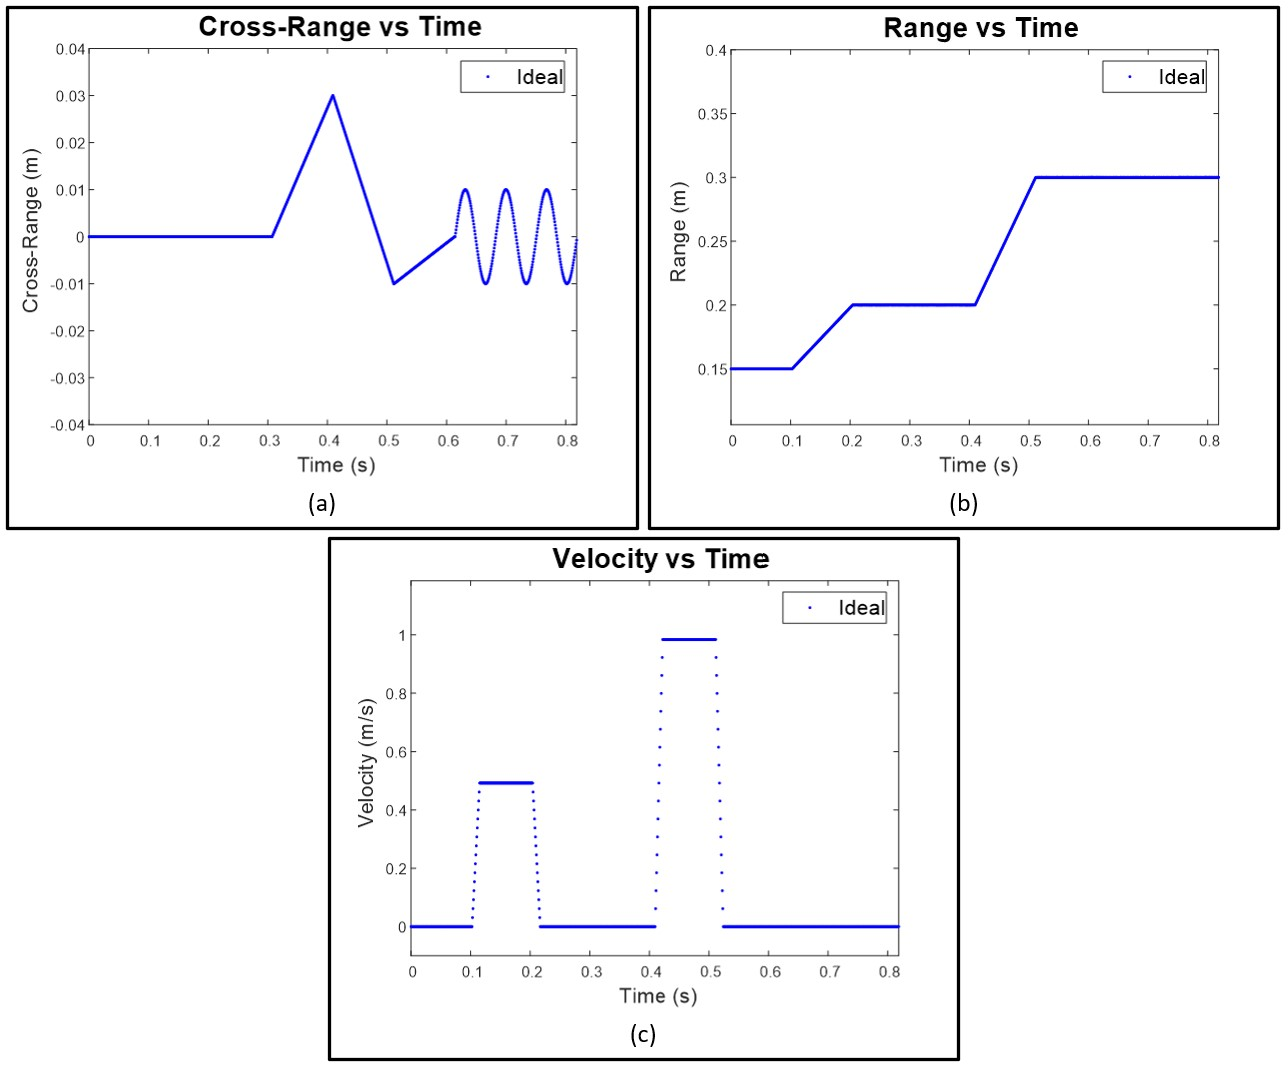 Cross-Range vs Time
Ideal
Cross-Range (m)
0.04
0.03
0.02
0.01
0
-0.01
-0.02
-0.03
-0.04
0 0.1 0.2 0.3 0.4 0.5 0.6 0.7 0.8
Time (s)
(a)
Range vs Time
Ideal
Range (m)
0.4
0.35
0.3
0.25
0.2
0.15
0 0.1 0.2 0.3 0.4 0.5 0.6 0.7 0.8
Time (s)
(b)
Velocity vs Time
Ideal
Velocity (m/s)
1
0.8
0.6
0.4
0.2
0
0 0.1 0.2 0.3 0.4 0.5 0.6 0.7 0.8
Time (s)
(c)